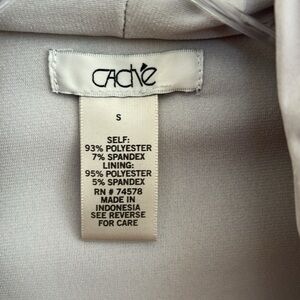 CACHÉ
S
SELF:
93% POLYESTER
7% SPANDEX
LINING:
95% POLYESTER
5% SPANDEX
RN # 74578
MADE IN
INDONESIA
SEE REVERSE
FOR CARE